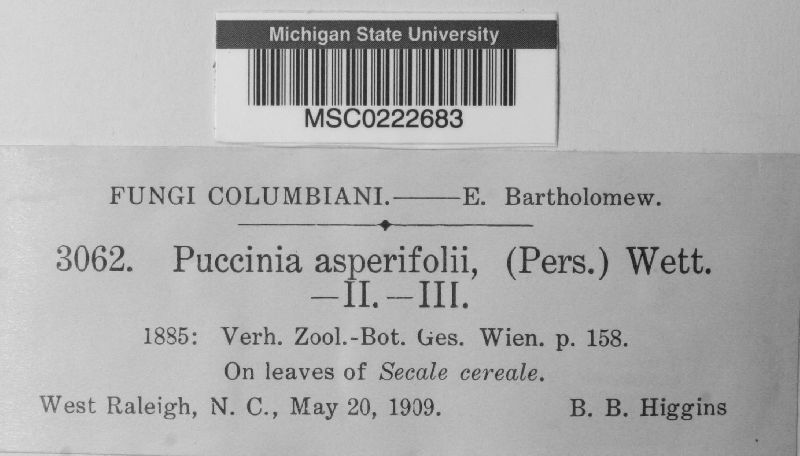 Michigan State University
MSC0222683
FUNGI COLUMBIANI.——E. Bartholomew.
3062. Puccinia asperifolii, (Pers.) Wett.
—II.—III.
1885: Verh. Zool.-Bot. Ges. Wien. p. 158.
On leaves of Secale cereale.
West Raleigh, N. C., May 20, 1909. B. B. Higgins